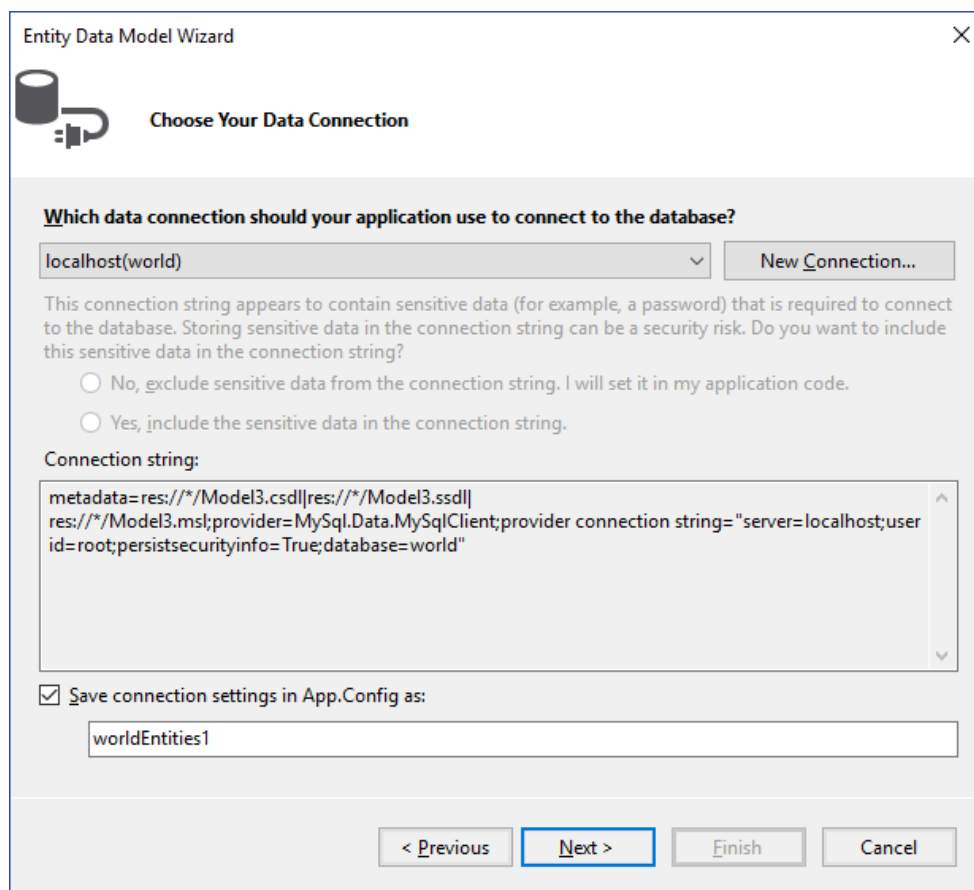 Entity Data Model Wizard
Choose Your Data Connection
Which data connection should your application use to connect to the database?
localhost(world)
New Connection...
This connection string appears to contain sensitive data (for example, a password) that is required to connect
to the database. Storing sensitive data in the connection string can be a security risk. Do you want to include
this sensitive data in the connection string?
No, exclude sensitive data from the connection string. I will set it in my application code.
Yes, include the sensitive data in the connection string.
Connection string:
metadata=res://*/Model3.csdl|res://*/Model3.ssdl|
res://*/Model3.msl;provider=MySql.Data.MySqlClient;provider connection string="server=localhost;user
id=root;persistsecurityinfo=True;database=world"
Save connection settings in App.Config as:
worldEntities1
< Previous
Next >
Finish
Cancel